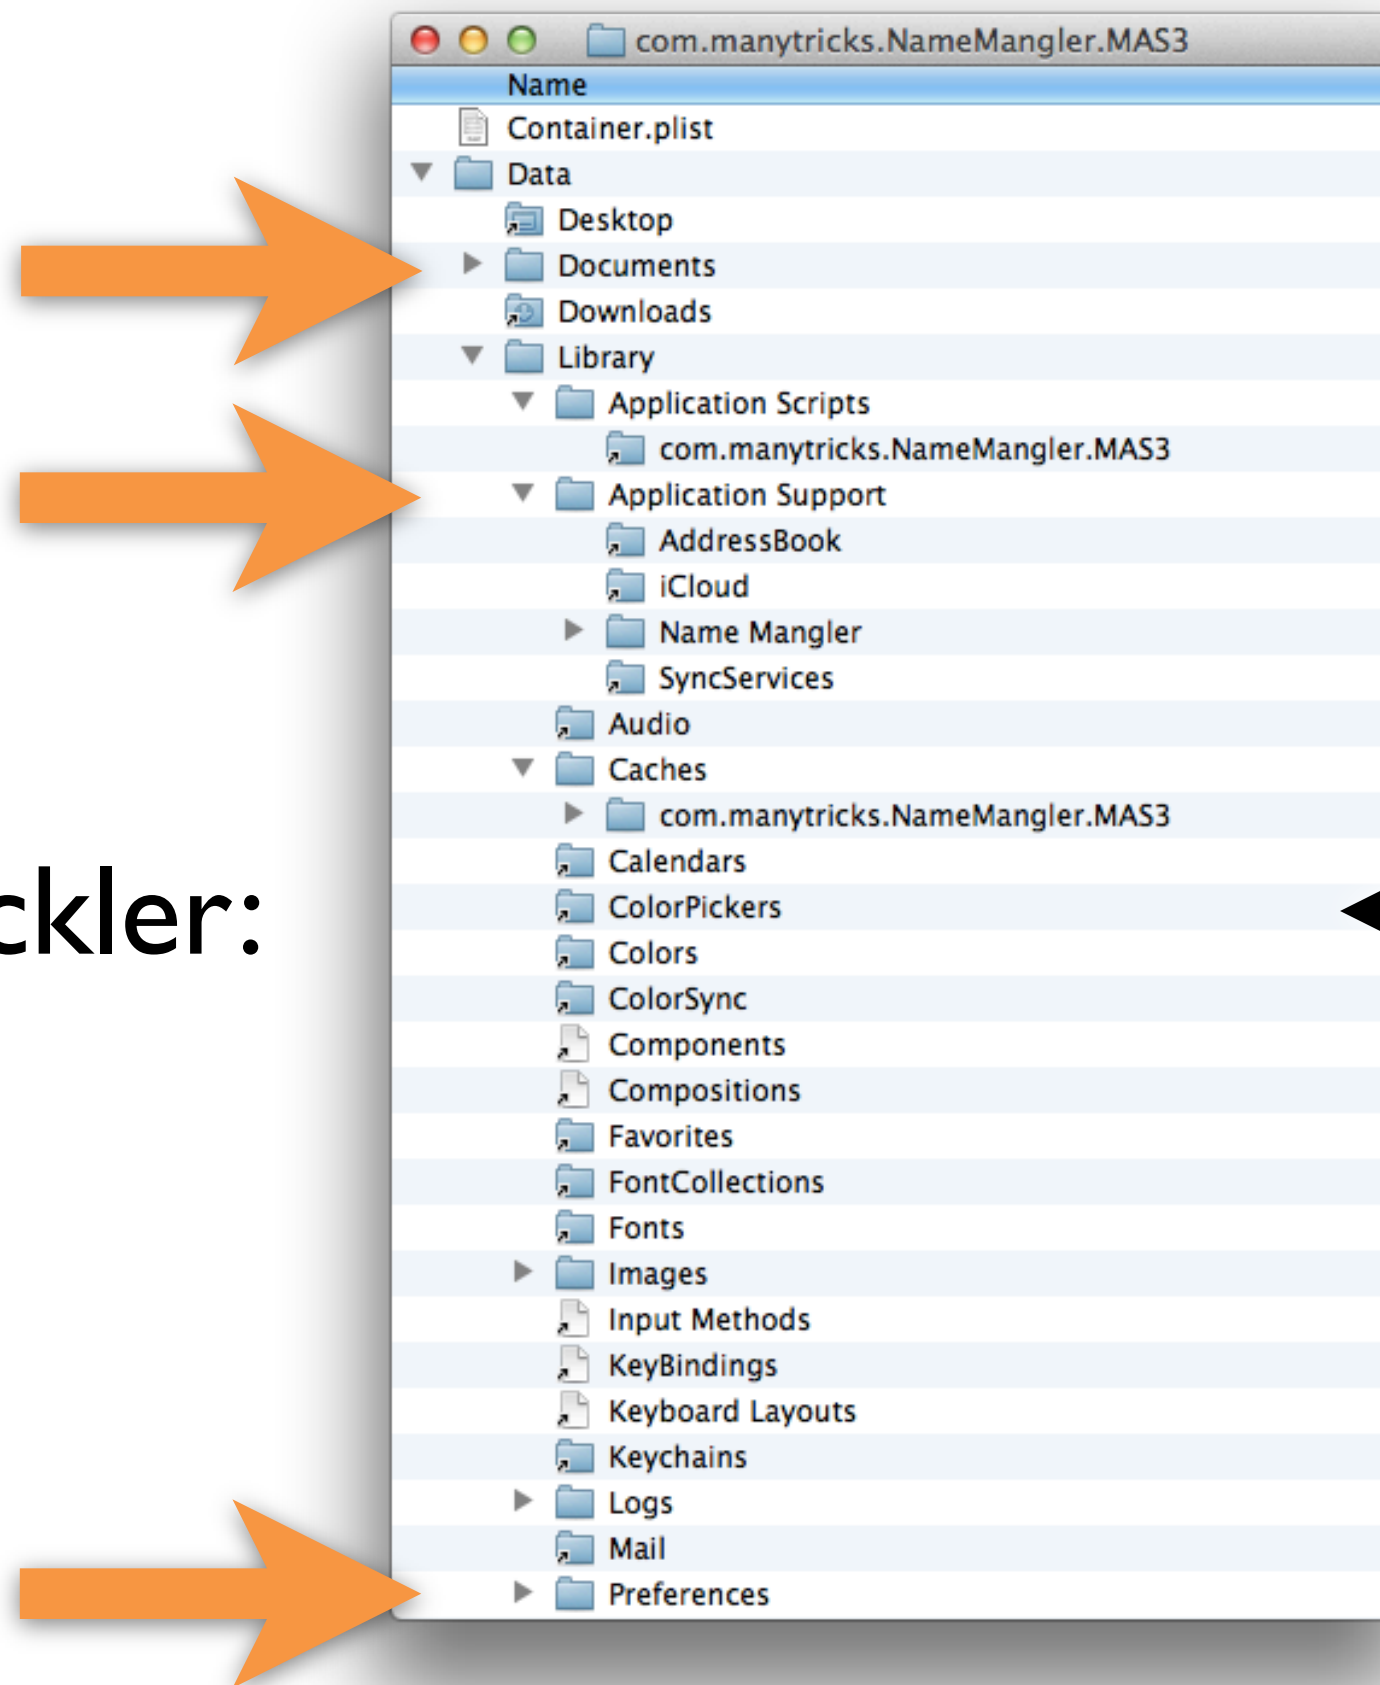 com.manytricks.NameMangler.MAS3
Name
Container.plist
Data
Desktop
Documents
Downloads
Library
Application Scripts
com.manytricks.NameMangler.MAS3
Application Support
AddressBook
iCloud
Name Mangler
SyncServices
Audio
Caches
com.manytricks.NameMangler.MAS3
Calendars
ckler:
ColorPickers
Colors
ColorSync
Components
Compositions
Favorites
FontCollections
Fonts
Images
Input Methods
KeyBindings
Keyboard Layouts
Keychains
Logs
Mail
Preferences